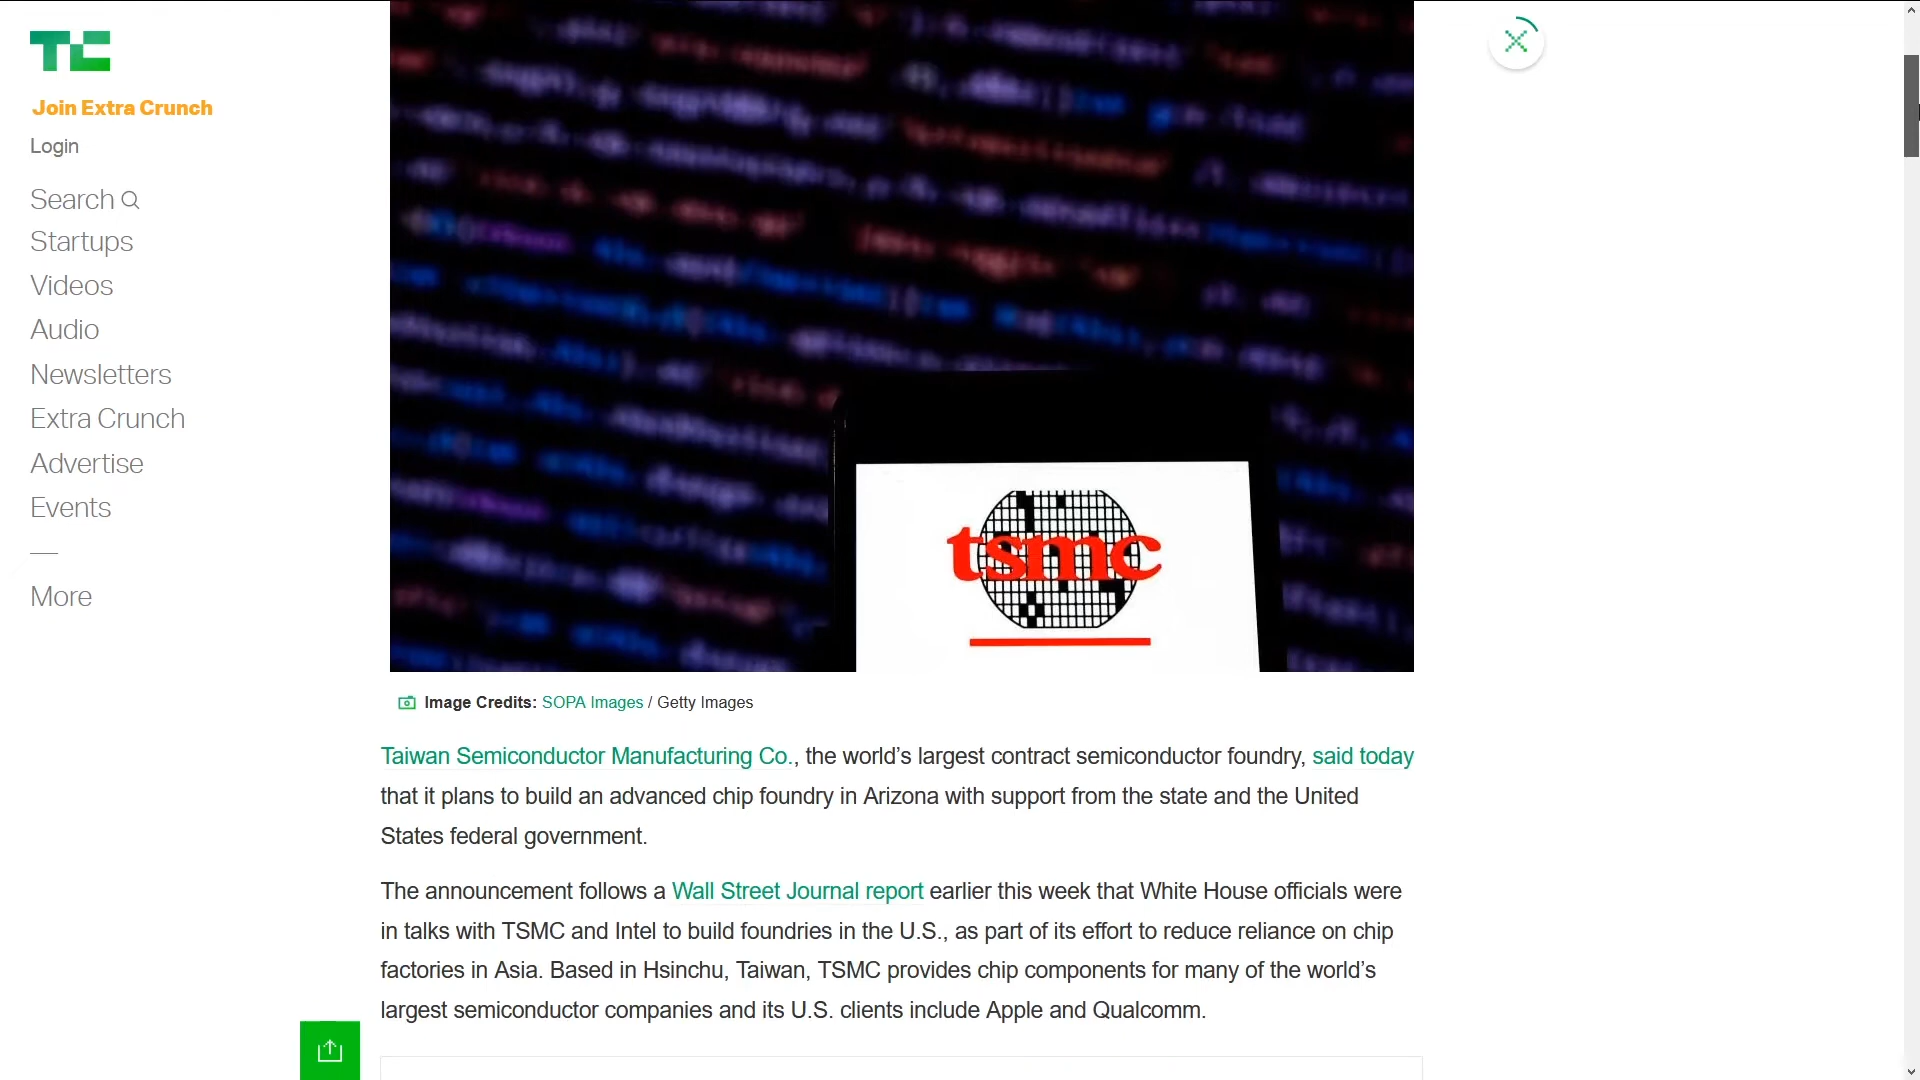 TC
Join Extra Crunch
Login
Search
Startups
Videos
Audio
Newsletters
Extra Crunch
Advertise
Events
More
tsmc
Image Credits: SOPA Images / Getty Images
Taiwan Semiconductor Manufacturing Co., the world’s largest contract semiconductor foundry, said today
that it plans to build an advanced chip foundry in Arizona with support from the state and the United
States federal government.
The announcement follows a Wall Street Journal report earlier this week that White House officials were
in talks with TSMC and Intel to build foundries in the U.S., as part of its effort to reduce reliance on chip
factories in Asia. Based in Hsinchu, Taiwan, TSMC provides chip components for many of the world’s
largest semiconductor companies and its U.S. clients include Apple and Qualcomm.